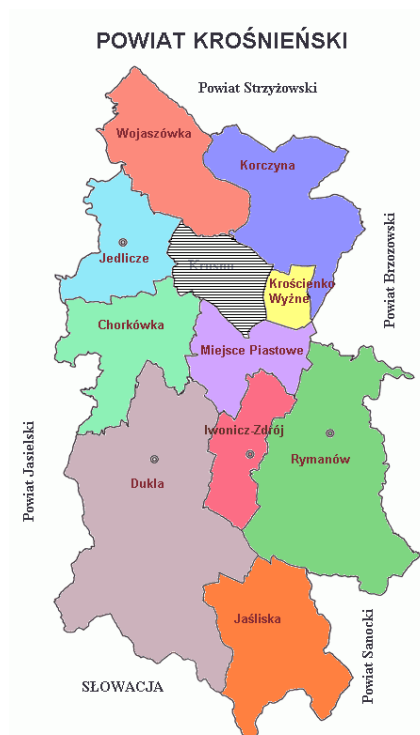 POWIAT KROŚNIEŃSKI
Powiat Strzyżowski
Wojaszówka
Korczyna
Powiat Brzozowski
Jedlicze
Krosno
Krościenko
Wyżne
Chorkówka
Miejsce Piastowe
Iwonicz-Zdrój
Rymanów
Powiat Jasielski
Dukla
Jaśliska
Powiat Sanocki
SŁOWACJA